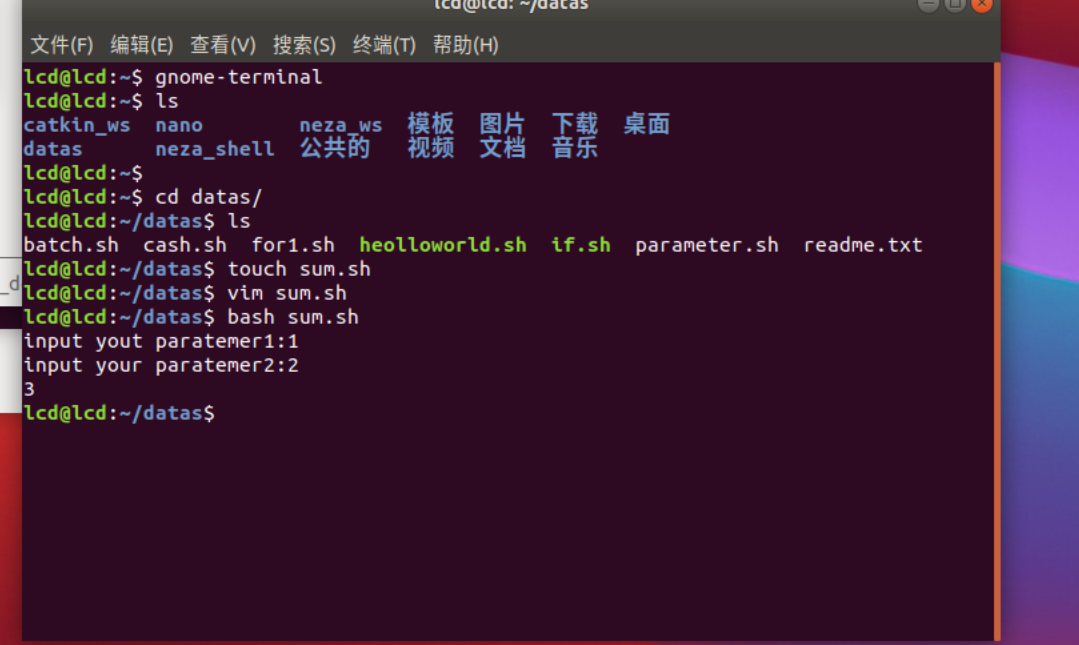 lcd@lcd: ~/datas
文件(F) 编辑(E) 查看(V) 搜索(S) 终端(T) 帮助(H)
lcd@lcd:~$ gnome-terminal
lcd@lcd:~$ ls
catkin_ws nano neza_ws 模板 图片 下载 桌面
datas neza_shell 公共的 视频 文档 音乐
lcd@lcd:~$
lcd@lcd:~$ cd datas/
lcd@lcd:~/datas$ ls
batch.sh cash.sh for1.sh heolloworld.sh if.sh parameter.sh readme.txt
lcd@lcd:~/datas$ touch sum.sh
_d
lcd@lcd:~/datas$ vim sum.sh
lcd@lcd:~/datas$ bash sum.sh
input yout paratemer1:1
input your paratemer2:2
3
lcd@lcd:~/datas$